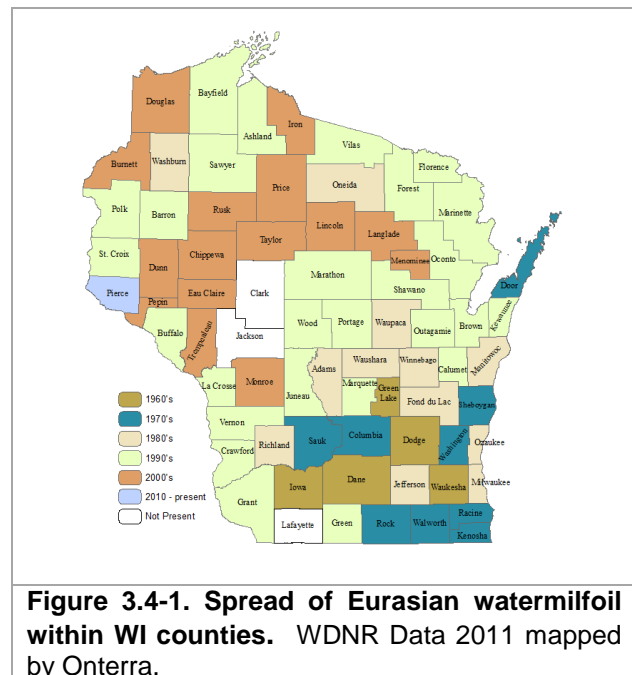 Douglas
Bayfield
Iron
Ashland
Vilas
Burnett
Washburn
Sawyer
Florence
Price
Oneida
Forest
Marinette
Polk
Barron
Rusk
Lincoln
Langlade
Taylor
Menominee
Oconto
St. Croix
Chippewa
Door
Dunn
Marathon
Shawano
Clark
Pierce
Eau Claire
Kewaunee
Pepin
Wood
Portage
Waupaca
Outagamie
Brown
Buffalo
Trempealeau
Jackson
Manitowoc
Adams
Waushara
Winnebago
Calumet
Marquette
Green
Lake
La Crosse
Monroe
Juneau
Fond du Lac
Sheboygan
Vernon
Richland
Sauk
Columbia
Dodge
Washington
Ozaukee
Crawford
Iowa
Dane
Jefferson
Waukesha
Milwaukee
Grant
Lafayette
Green
Rock
Walworth
Racine
Kenosha
1960's
1970's
1980's
1990's
2000's
2010 - present
Not Present
Figure 3.4-1. Spread of Eurasian watermilfoil
within WI counties. WDNR Data 2011 mapped
by Onterra.